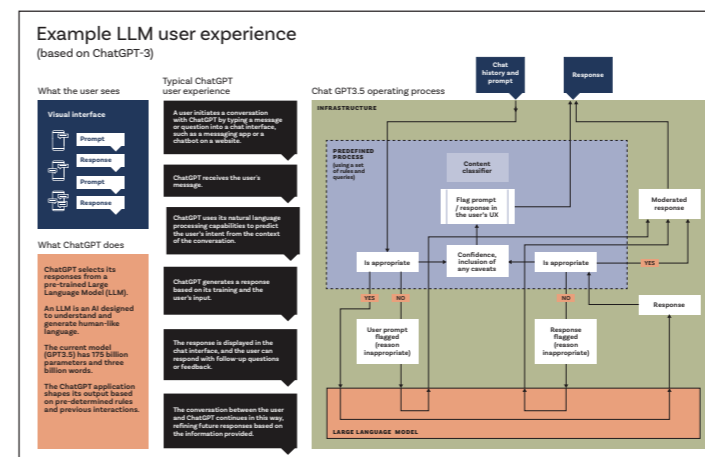 Example LLM user experience
(based on ChatGPT-3)
What the user sees
Visual interface
Prompt
Response
Prompt
Response
What ChatGPT does
ChatGPT selects its
responses from a
pre-trained Large
Language Model (LLM).
An LLM is an AI designed
to understand and
generate human-like
language.
The current model
(GPT3.5) has 175 billion
parameters and three
billion words.
The ChatGPT application
shapes its output based
on pre-determined rules
and previous interactions.
Typical ChatGPT
user experience
A user initiates a conversation
with ChatGPT by typing a message
or question into a chat interface,
such as a messaging app or a
chatbot on a website.
ChatGPT receives the user's
message.
ChatGPT uses its natural language
processing capabilities to predict
the user's intent from the context
of the conversation.
ChatGPT generates a response
based on its training and the
user's input.
The response is displayed in the
chat interface, and the user can
respond with follow-up questions
or feedback.
The conversation between the user
and ChatGPT continues in this way,
refining future responses based on
the information provided.
Chat GPT3.5 operating process
Chat
history and
prompt
Response
INFRASTRUCTURE
PREDEFINED
PROCESS
(using a set
of rules and
queries)
Content
classifier
Flag prompt
/ response in
the user's UX
Moderated
response
Is appropriate
Confidence,
inclusion of
any caveats
Is appropriate
YES
YES
NO
NO
Response
User prompt
flagged
(reason
inappropriate)
Response
flagged
(reason
inappropriate)
LARGE LANGUAGE MODEL